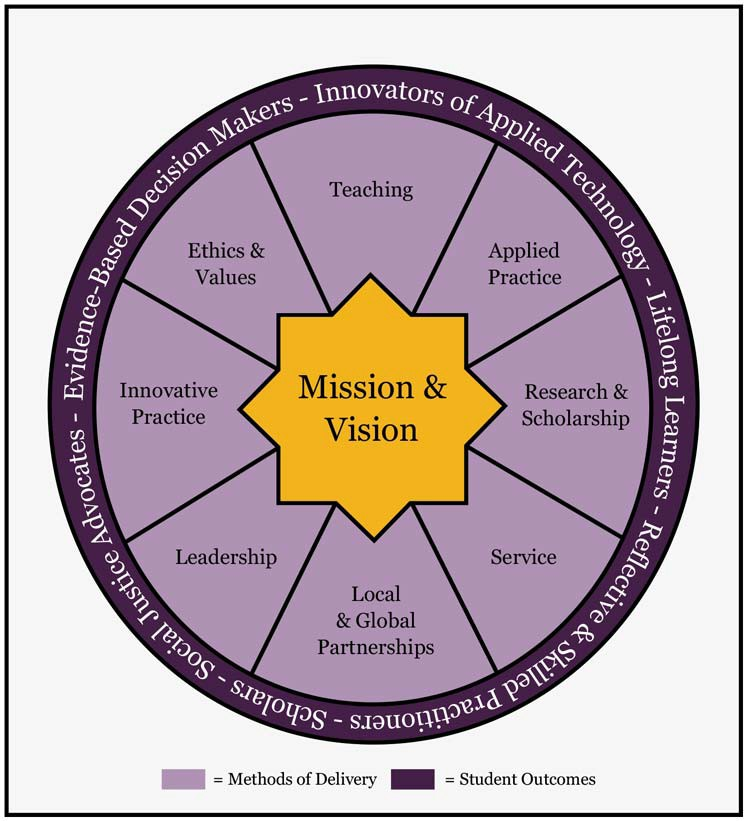 Evidence-Based Decision Makers - Innovators of Applied Technology - Lifelong Learners - Reflective & Skilled Practitioners - Scholars - Social Justice Advocates -
Teaching
Applied
Practice
Research &
Scholarship
Service
Local
& Global
Partnerships
Leadership
Innovative
Practice
Ethics &
Values
Mission &
Vision
= Methods of Delivery
= Student Outcomes